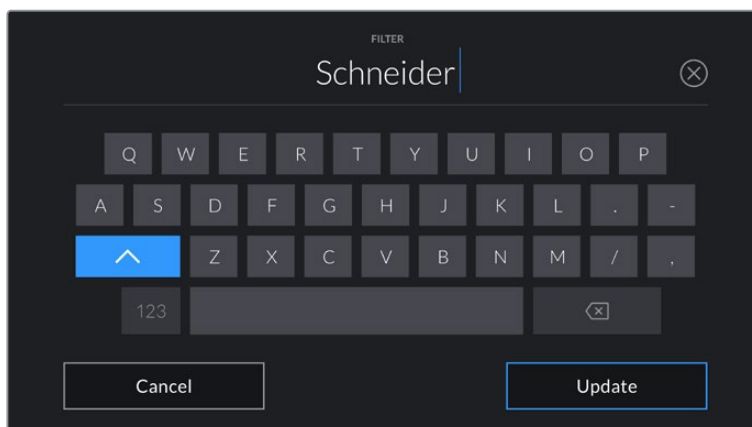 FILTER
Schneider
Q W E R T Y U I O P
A S D F G H J K L . -
Z X C V B N M / ,
123
Cancel Update